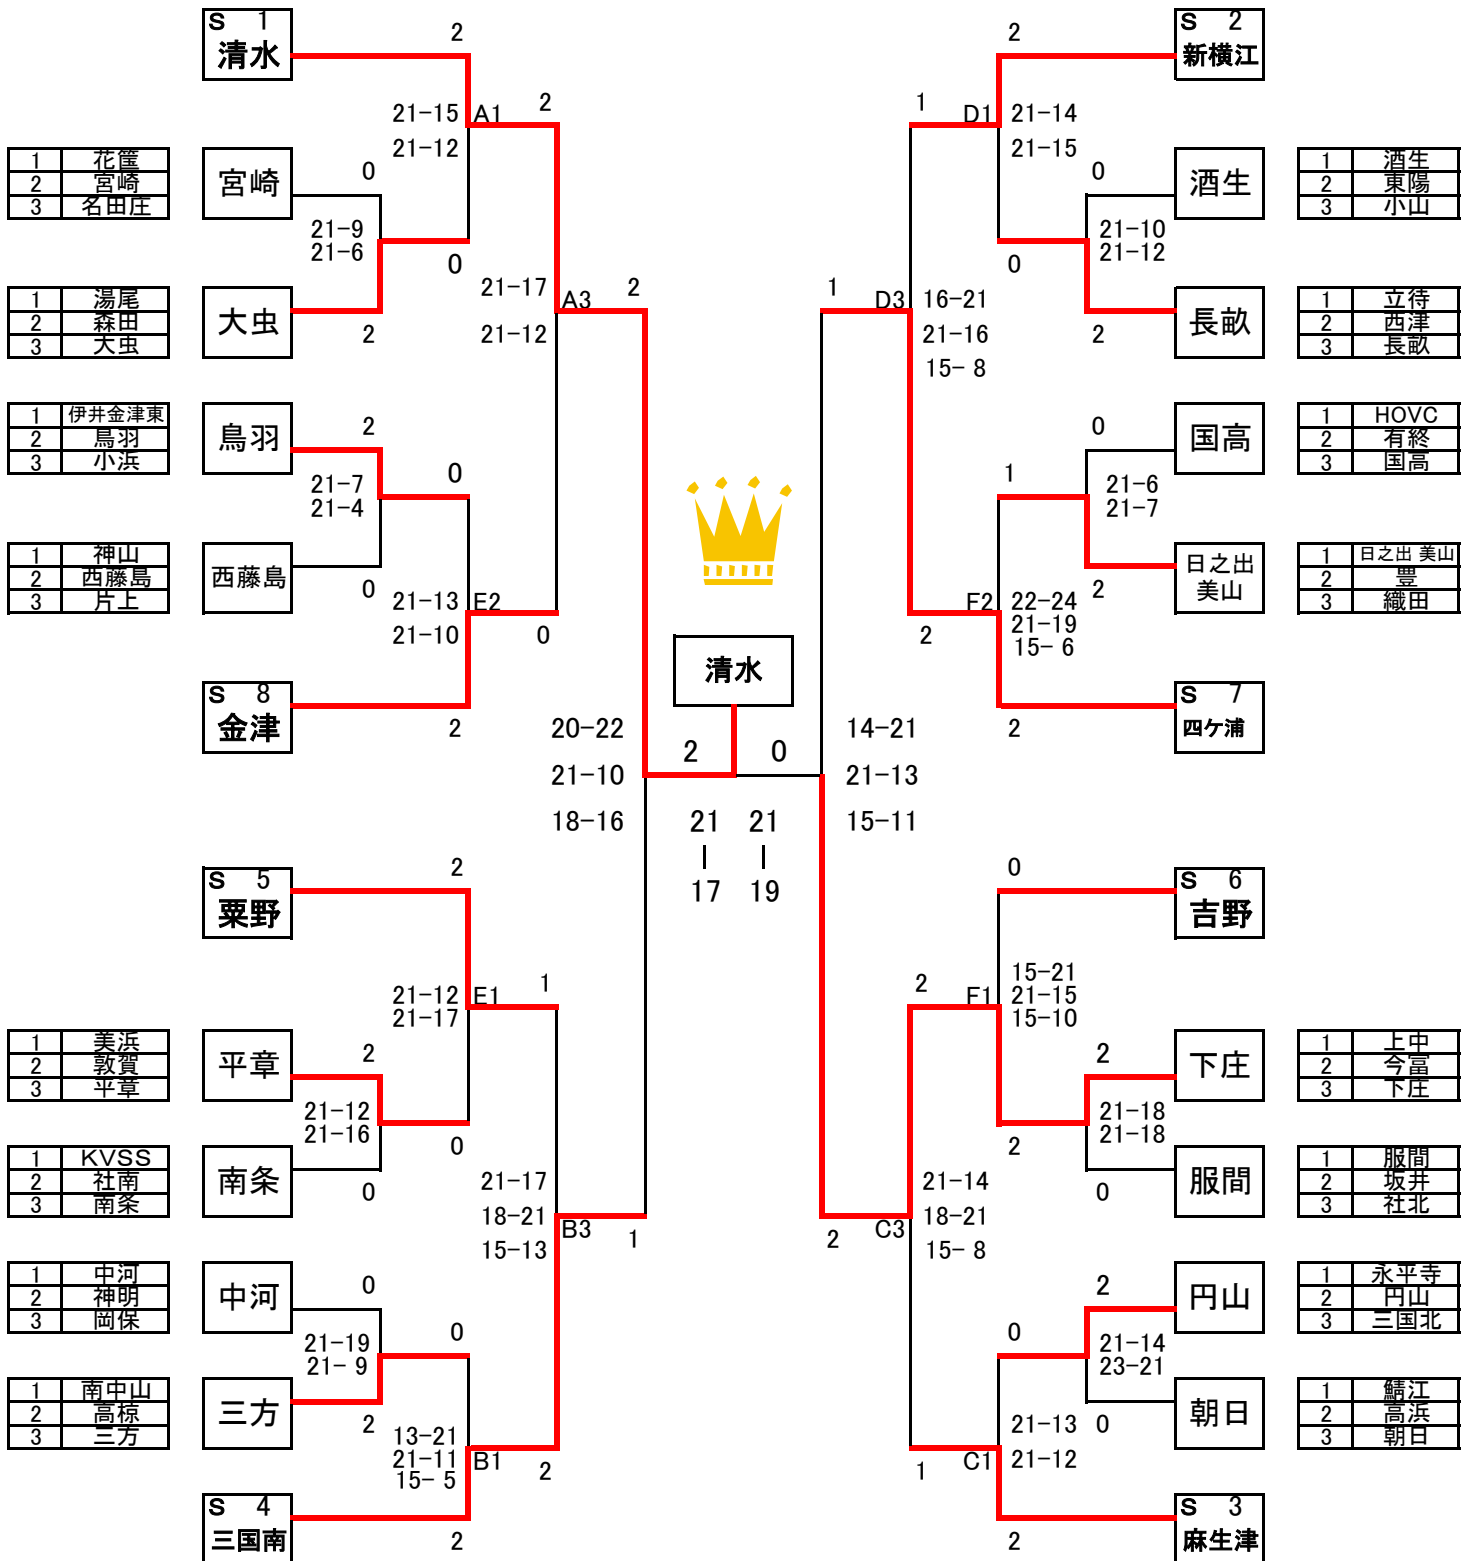 S 1
清水
2
21-15
21-12
A1
2
1 花筐
2 宮崎
3 名田庄
宮崎
0
21-9
21-6
0
1 湯尾
2 森田
3 大虫
大虫
2
21-17
21-12
A3
2
1 伊井金津東
2 鳥羽
3 小浜
鳥羽
2
21-7
21-4
0
1 神山
2 西藤島
3 片上
西藤島
0
21-13
21-10
E2
0
S 8
金津
2
20-22
21-10
18-16
S 5
粟野
2
21-12
21-17
E1
1
1 美浜
2 敦賀
3 平章
平章
2
21-12
21-16
0
1 KVSS
2 社南
3 南条
南条
0
21-17
18-21
15-13
B3
1
1 中河
2 神明
3 岡保
中河
0
21-19
21- 9
0
1 南中山
2 高椋
3 三方
三方
2
13-21
21-11
15- 5
B1
2
S 4
三国南
2
清水
2 0
21 21
- -
17 19
S 2
新横江
2
1
D1
21-14
21-15
酒生
0
1 酒生
2 東陽
3 小山
21-10
21-12
0
長畝
2
1 立待
2 西津
3 長畝
1
D3
16-21
21-16
15- 8
国高
0
1 HOVC
2 有終
3 国高
1
21-6
21-7
日之出
美山
2
1 日之出 美山
2 豊
3 織田
F2
2
22-24
21-19
15- 6
S 7
四ケ浦
2
14-21
21-13
15-11
S 6
吉野
0
2
F1
15-21
21-15
15-10
下庄
2
1 上中
2 今富
3 下庄
21-18
21-18
2
服間
0
1 服間
2 坂井
3 社北
21-14
18-21
15- 8
2
C3
円山
2
1 永平寺
2 円山
3 三国北
0
21-14
23-21
朝日
0
1 鯖江
2 高浜
3 朝日
21-13
21-12
1
C1
S 3
麻生津
2